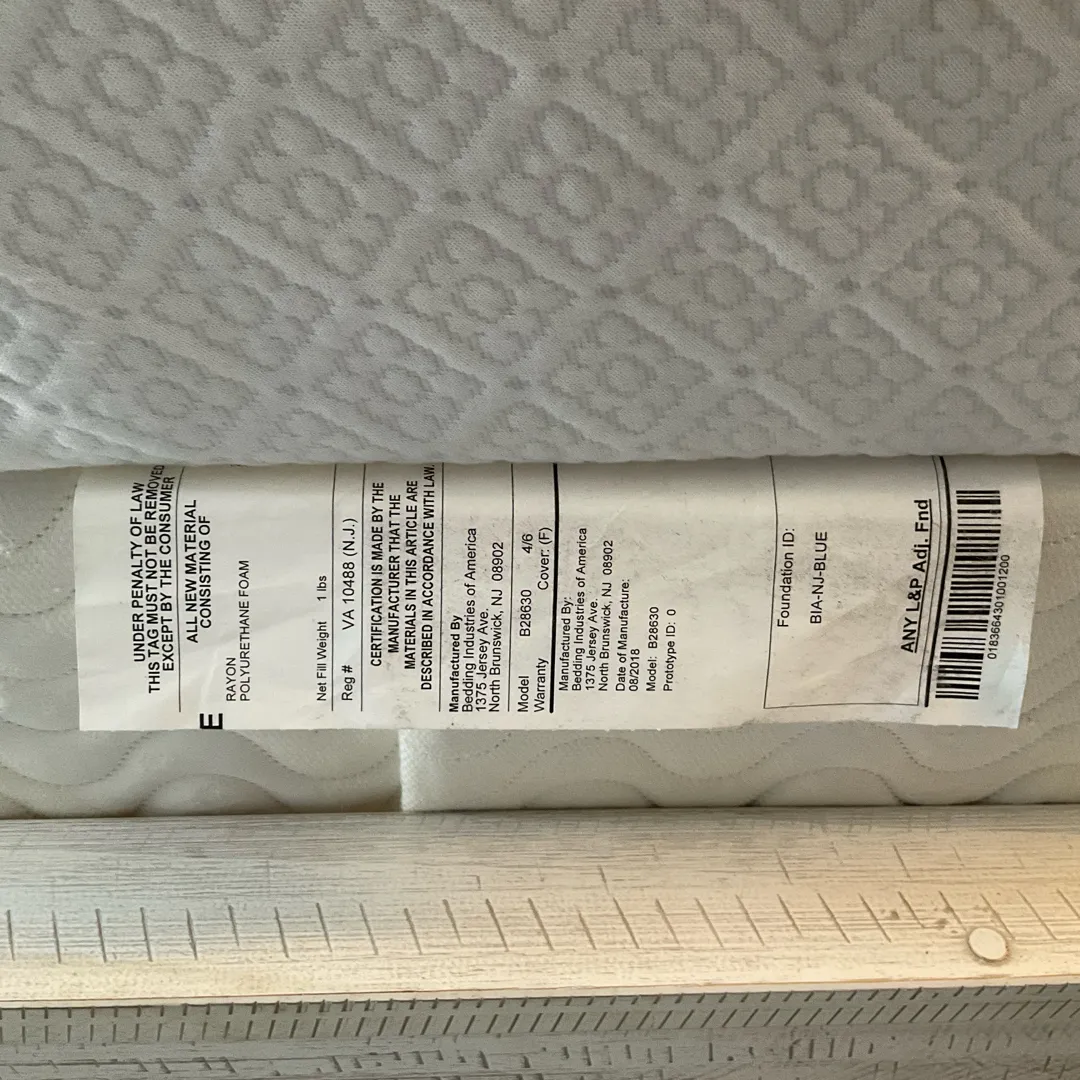 UNDER PENALTY OF LAW
THIS TAG MUST NOT BE REMOVED
EXCEPT BY THE CONSUMER
ALL NEW MATERIAL
CONSISTING OF
E
RAYON
POLYURETHANE FOAM
Net Fill Weight 1 lbs
Reg # VA 10488 (N.J.)
CERTIFICATION IS MADE BY THE
MANUFACTURER THAT THE
MATERIALS IN THIS ARTICLE ARE
DESCRIBED IN ACCORDANCE WITH LAW.
Manufactured By
Bedding Industries of America
1375 Jersey Ave.
North Brunswick, NJ 08902
Model B28630 4/6
Warranty Cover: (F)
Manufactured By:
Bedding Industries of America
1375 Jersey Ave.
North Brunswick, NJ 08902
Date of Manufacture:
08/2018
Model: B28630
Prototype ID: 0
Foundation ID:
BIA-NJ-BLUE
ANY L&P Adj. Fnd
0183664301001200